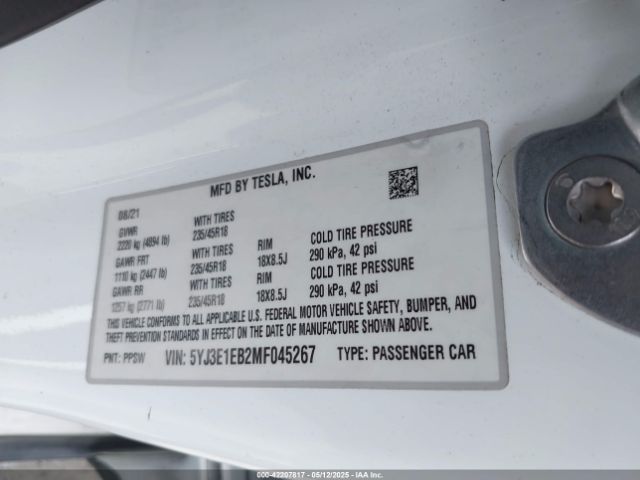 MFD BY TESLA, INC.
08/21
GVWR WITH TIRES
2220 kg (4894 lb) 235/45R18 RIM COLD TIRE PRESSURE
GAWR FRT WITH TIRES 18X8.5J 290 kPa, 42 psi
1110 kg (2447 lb) 235/45R18 RIM COLD TIRE PRESSURE
GAWR RR WITH TIRES 18X8.5J 290 kPa, 42 psi
1257 kg (2771 lb) 235/45R18
THIS VEHICLE CONFORMS TO ALL APPLICABLE U.S. FEDERAL MOTOR VEHICLE SAFETY, BUMPER, AND
THEFT PREVENTION STANDARDS IN EFFECT ON THE DATE OF MANUFACTURE SHOWN ABOVE.
PNT: PPSW VIN: 5YJ3E1EB2MF045267 TYPE: PASSENGER CAR
000-42207817 - 05/12/2025 - IAA Inc.